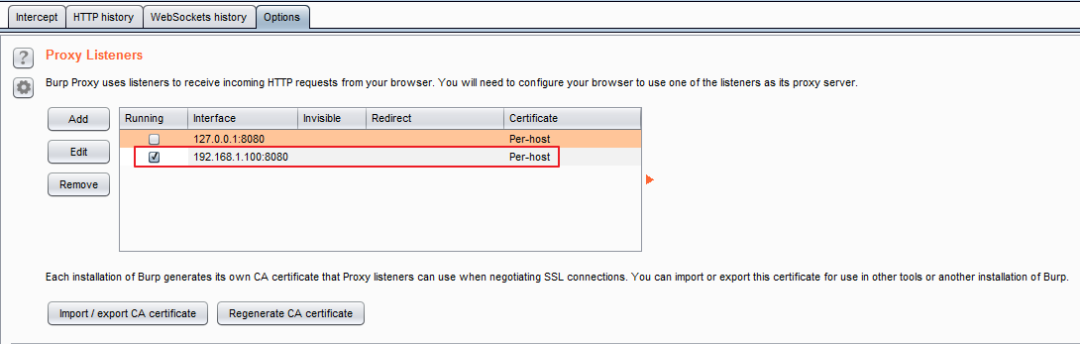 Intercept HTTP history WebSockets history Options
? Proxy Listeners
Burp Proxy uses listeners to receive incoming HTTP requests from your browser. You will need to configure your browser to use one of the listeners as its proxy server.
Add Running Interface Invisible Redirect Certificate
127.0.0.1:8080 Per-host
Edit 192.168.1.100:8080 Per-host
Remove
Each installation of Burp generates its own CA certificate that Proxy listeners can use when negotiating SSL connections. You can import or export this certificate for use in other tools or another installation of Burp.
Import / export CA certificate Regenerate CA certificate